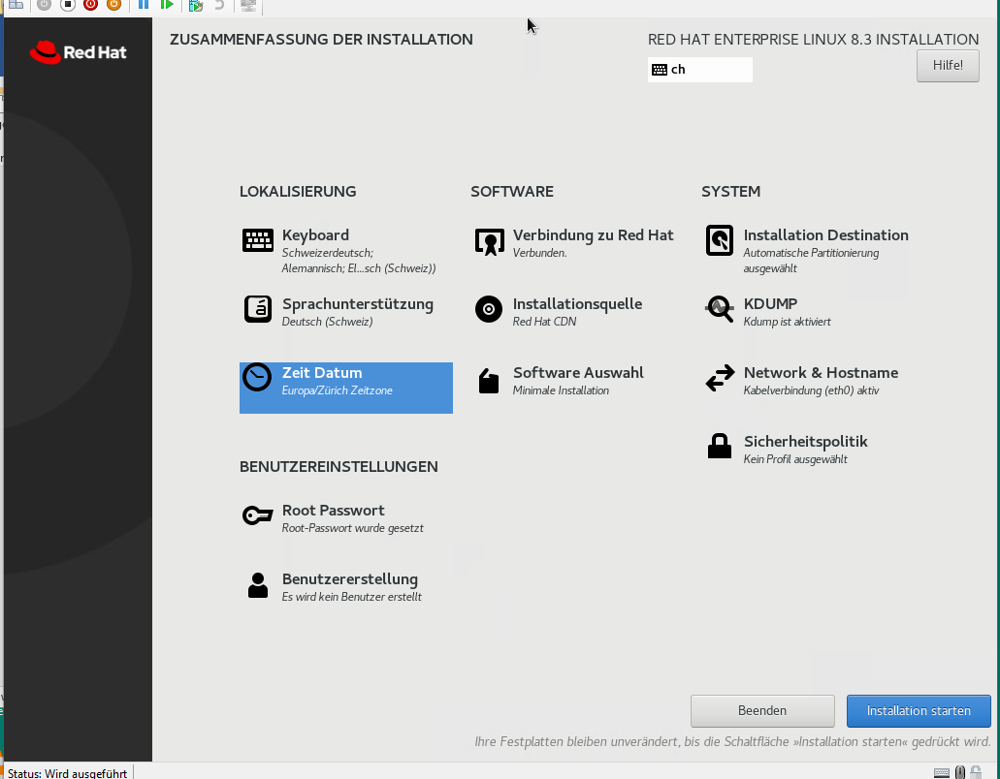 Red Hat
ZUSAMMENFASSUNG DER INSTALLATION
RED HAT ENTERPRISE LINUX 8.3 INSTALLATION
ch
Hilfe!
LOKALISIERUNG
Keyboard
Schweizerdeutsch;
Alemannisch; El...sch (Schweiz))
Sprachunterstützung
Deutsch (Schweiz)
Zeit Datum
Europa/Zürich Zeitzone
SOFTWARE
Verbindung zu Red Hat
Verbunden.
Installationsquelle
Red Hat CDN
Software Auswahl
Minimale Installation
SYSTEM
Installation Destination
Automatische Partitionierung
ausgewählt
KDUMP
Kdump ist aktiviert
Network & Hostname
Kabelverbindung (eth0) aktiv
Sicherheitspolitik
Kein Profil ausgewählt
BENUTZEREINSTELLUNGEN
Root Passwort
Root-Passwort wurde gesetzt
Benutzererstellung
Es wird kein Benutzer erstellt
Beenden
Installation starten
Ihre Festplatten bleiben unverändert, bis die Schaltfläche »Installation starten« gedrückt wird.
Status: Wird ausgeführt